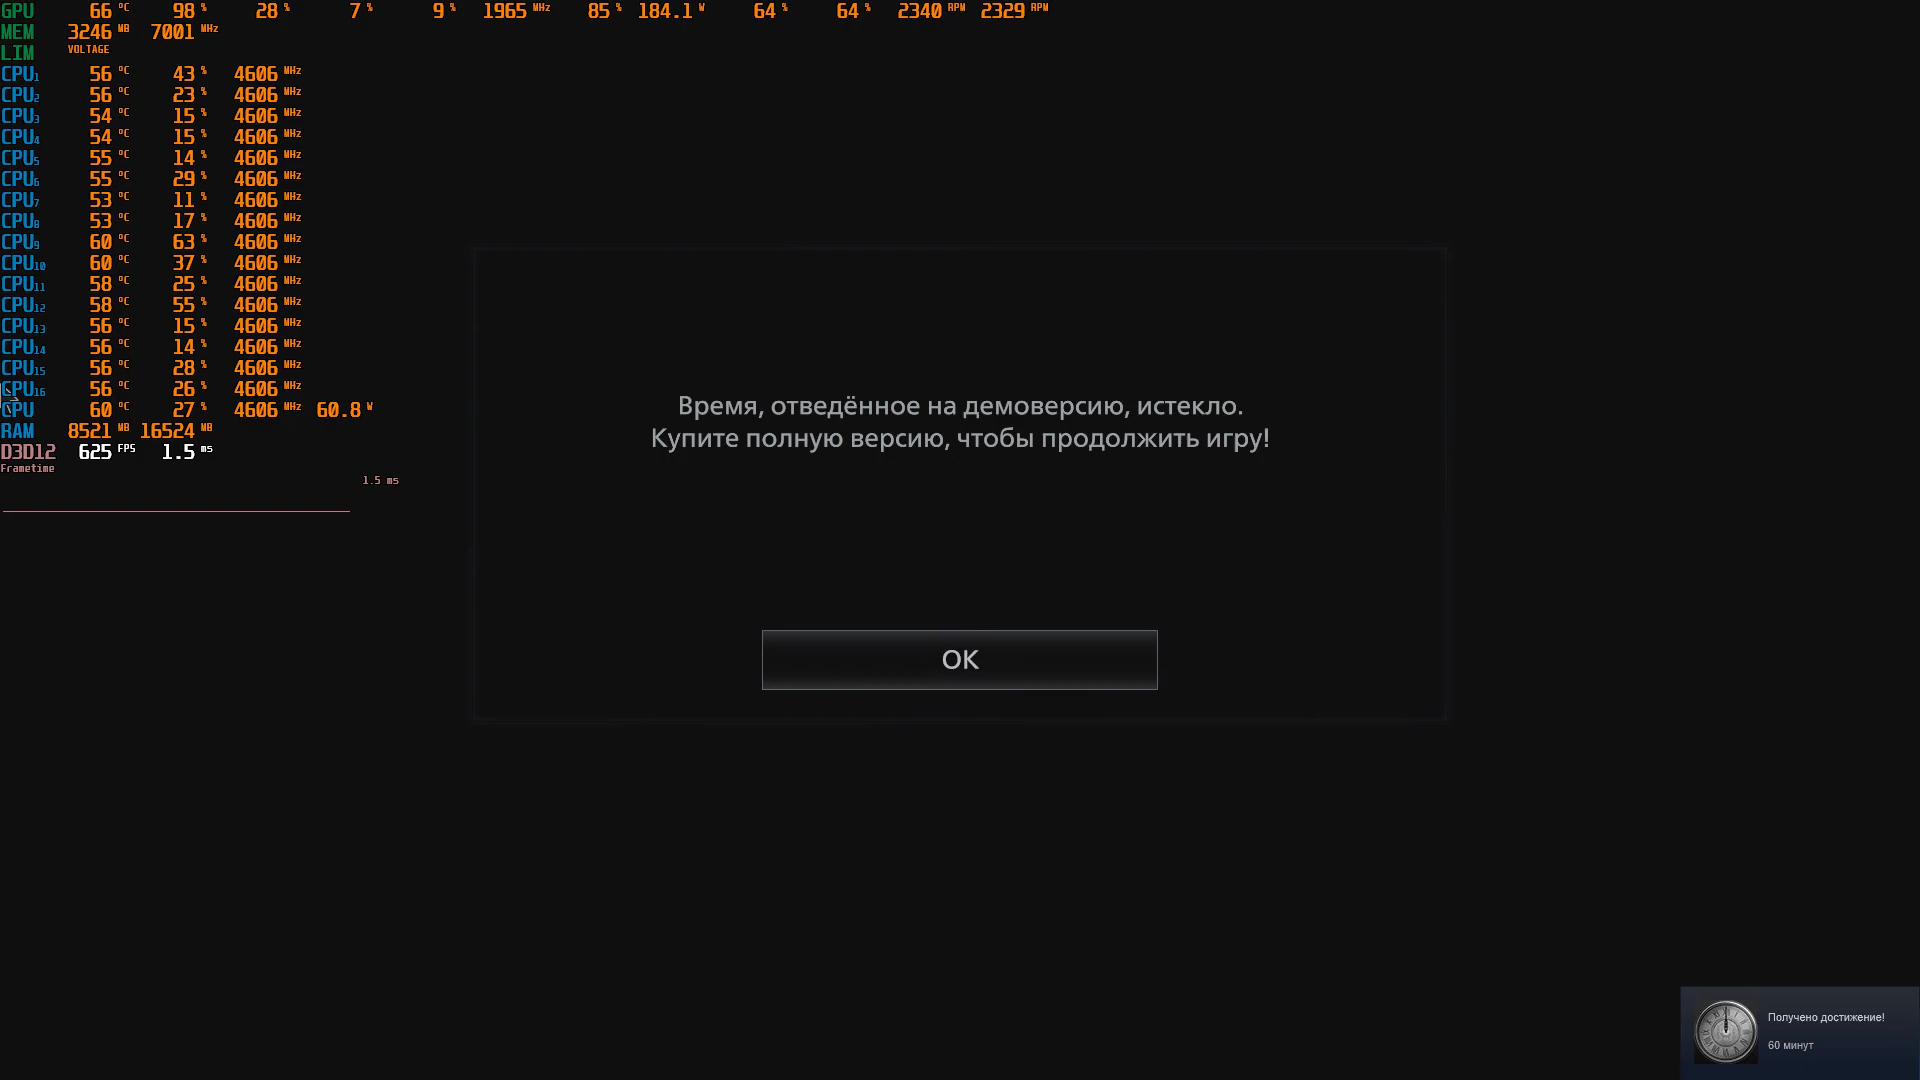 GPU 66 °C 98 % 28 % 7 % 9 % 1965 MHz 85 % 184.1 W 64 % 64 % 2340 RPM 2329 RPM
MEM 3246 MB 7001 MHz
LIM VOLTAGE
CPU1 56 °C 43 % 4606 MHz
CPU2 56 °C 23 % 4606 MHz
CPU3 54 °C 15 % 4606 MHz
CPU4 54 °C 15 % 4606 MHz
CPU5 55 °C 14 % 4606 MHz
CPU6 55 °C 29 % 4606 MHz
CPU7 53 °C 11 % 4606 MHz
CPU8 53 °C 17 % 4606 MHz
CPU9 60 °C 63 % 4606 MHz
CPU10 60 °C 37 % 4606 MHz
CPU11 58 °C 25 % 4606 MHz
CPU12 58 °C 55 % 4606 MHz
CPU13 56 °C 15 % 4606 MHz
CPU14 56 °C 14 % 4606 MHz
CPU15 56 °C 28 % 4606 MHz
CPU16 56 °C 26 % 4606 MHz
CPU 60 °C 27 % 4606 MHz 60.8 W
RAM 8521 MB 16524 MB
D3D12 625 FPS 1.5 ms
Frametime
1.5 ms
Время, отведённое на демоверсию, истекло.
Купите полную версию, чтобы продолжить игру!
OK
Получено достижение!
60 минут